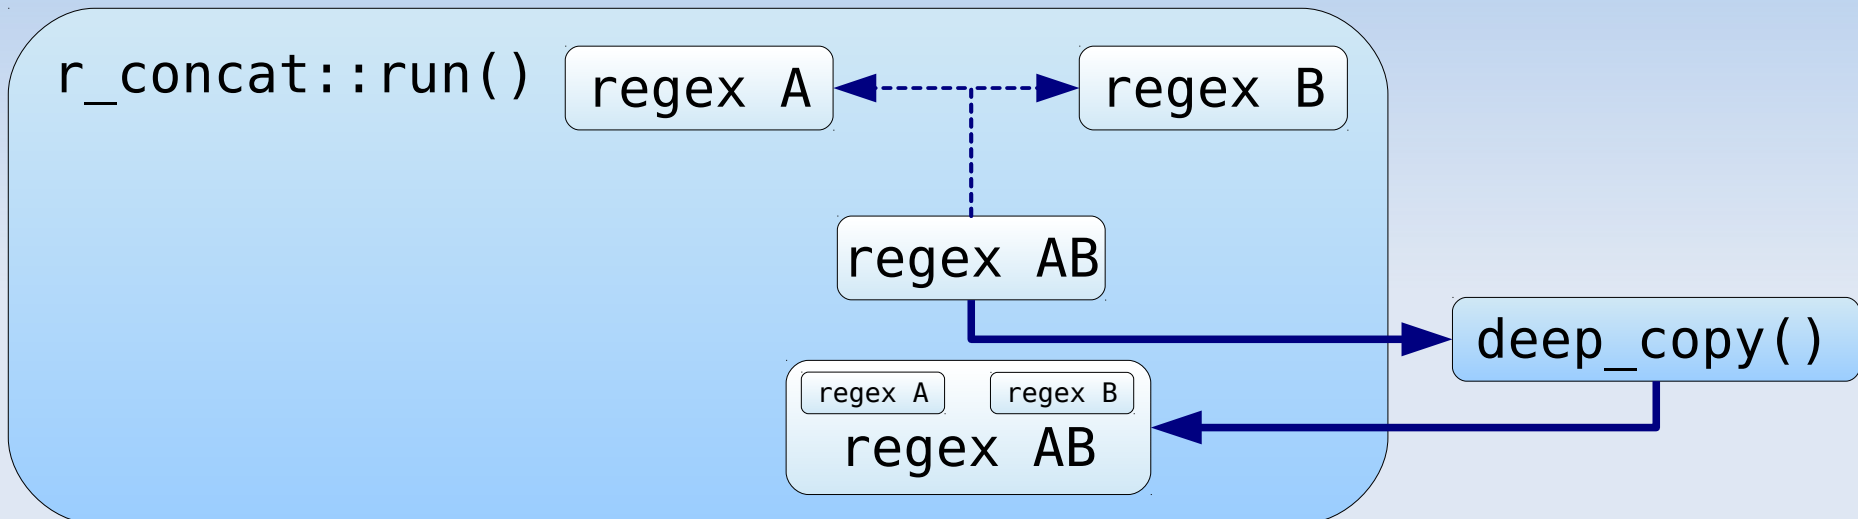 r_concat::run()
regex A
regex B
regex AB
deep_copy()
regex A
regex B
regex AB